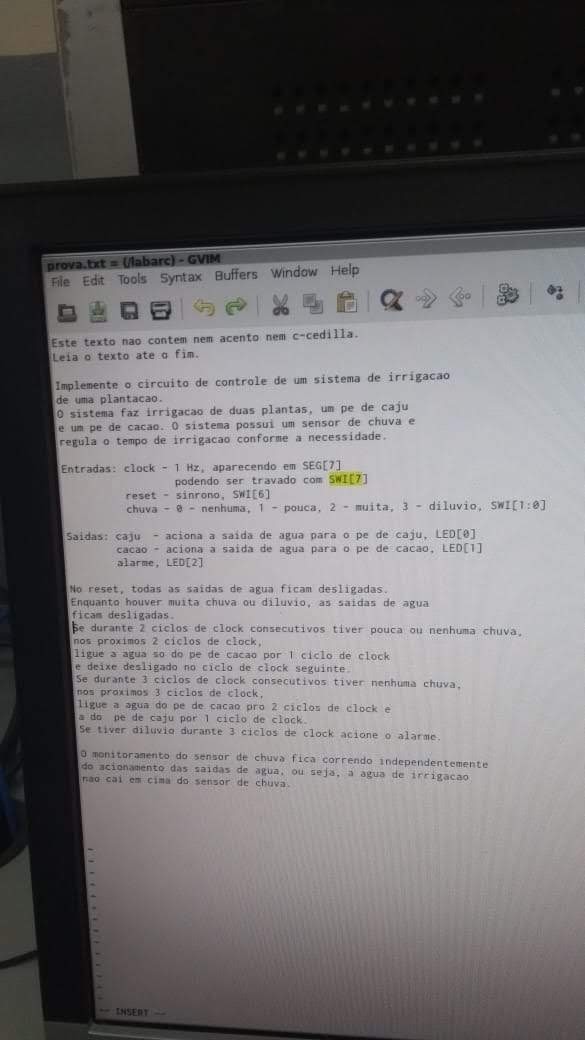 prova.txt = (/labarc) - GVIM
File Edit Tools Syntax Buffers Window Help
Este texto nao contem nem acento nem c-cedilla.
Leia o texto ate o fim.
Implemente o circuito de controle de um sistema de irrigacao
de uma plantacao.
O sistema faz irrigacao de duas plantas, um pe de caju
e um pe de cacao. O sistema possui um sensor de chuva e
regula o tempo de irrigacao conforme a necessidade.
Entradas: clock - 1 Hz, aparecendo em SEG[7]
podendo ser travado com SWI[7]
reset - sinrono, SWI[6]
chuva - 0 - nenhuma, 1 - pouca, 2 - muita, 3 - diluvio, SWI[1:0]
Saidas: caju - aciona a saida de agua para o pe de caju, LED[0]
cacao - aciona a saida de agua para o pe de cacao, LED[1]
alarme, LED[2]
No reset, todas as saidas de agua ficam desligadas.
Enquanto houver muita chuva ou diluvio, as saidas de agua
ficam desligadas.
Se durante 2 ciclos de clock consecutivos tiver pouca ou nenhuma chuva,
nos proximos 2 ciclos de clock,
ligue a agua so do pe de cacao por 1 ciclo de clock
e deixe desligado no ciclo de clock seguinte.
Se durante 3 ciclos de clock consecutivos tiver nenhuma chuva,
nos proximos 3 ciclos de clock,
ligue a agua do pe de cacao pro 2 ciclos de clock e
a do pe de caju por 1 ciclo de clock.
Se tiver diluvio durante 3 ciclos de clock acione o alarme.
O monitoramento do sensor de chuva fica correndo independentemente
do acionamento das saidas de agua, ou seja, a agua de irrigacao
nao cai em cima do sensor de chuva.
-- INSERT --